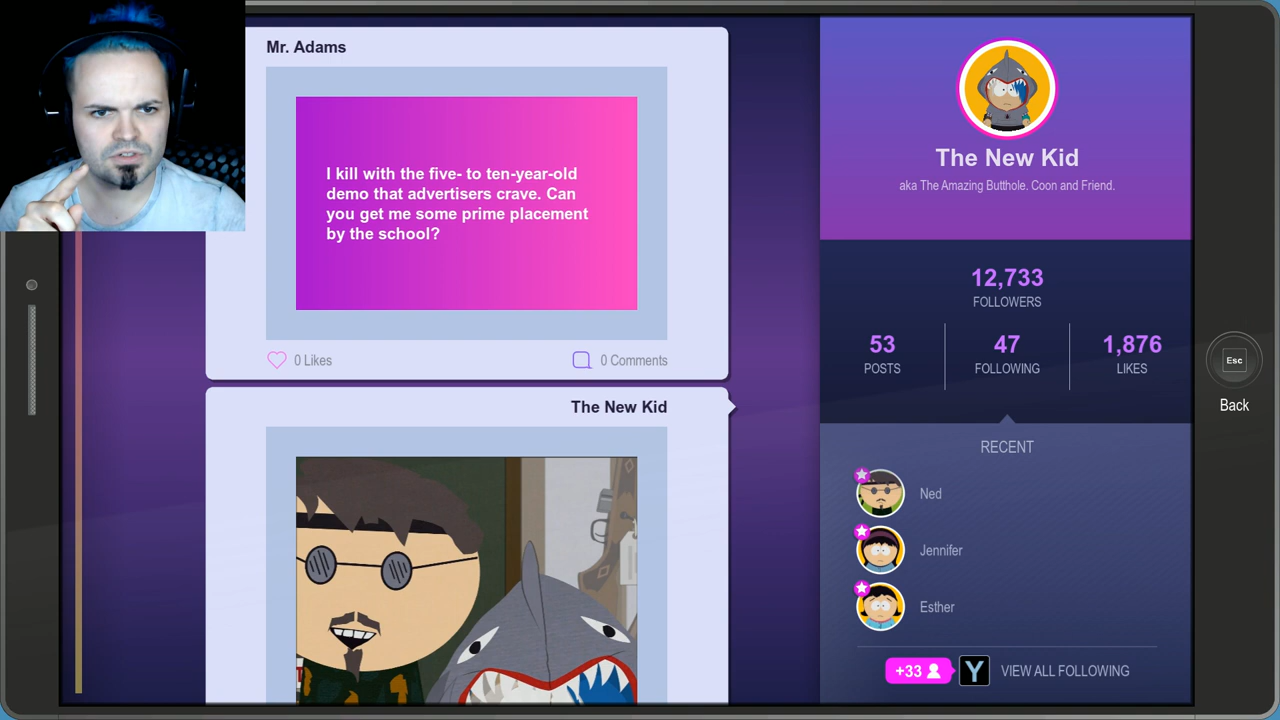 Mr. Adams
I kill with the five- to ten-year-old
demo that advertisers crave. Can
you get me some prime placement
by the school?
0 Likes
0 Comments
The New Kid
The New Kid
aka The Amazing Butthole. Coon and Friend.
12,733
FOLLOWERS
53
POSTS
47
FOLLOWING
1,876
LIKES
RECENT
Ned
Jennifer
Esther
+33
Y
VIEW ALL FOLLOWING
Esc
Back